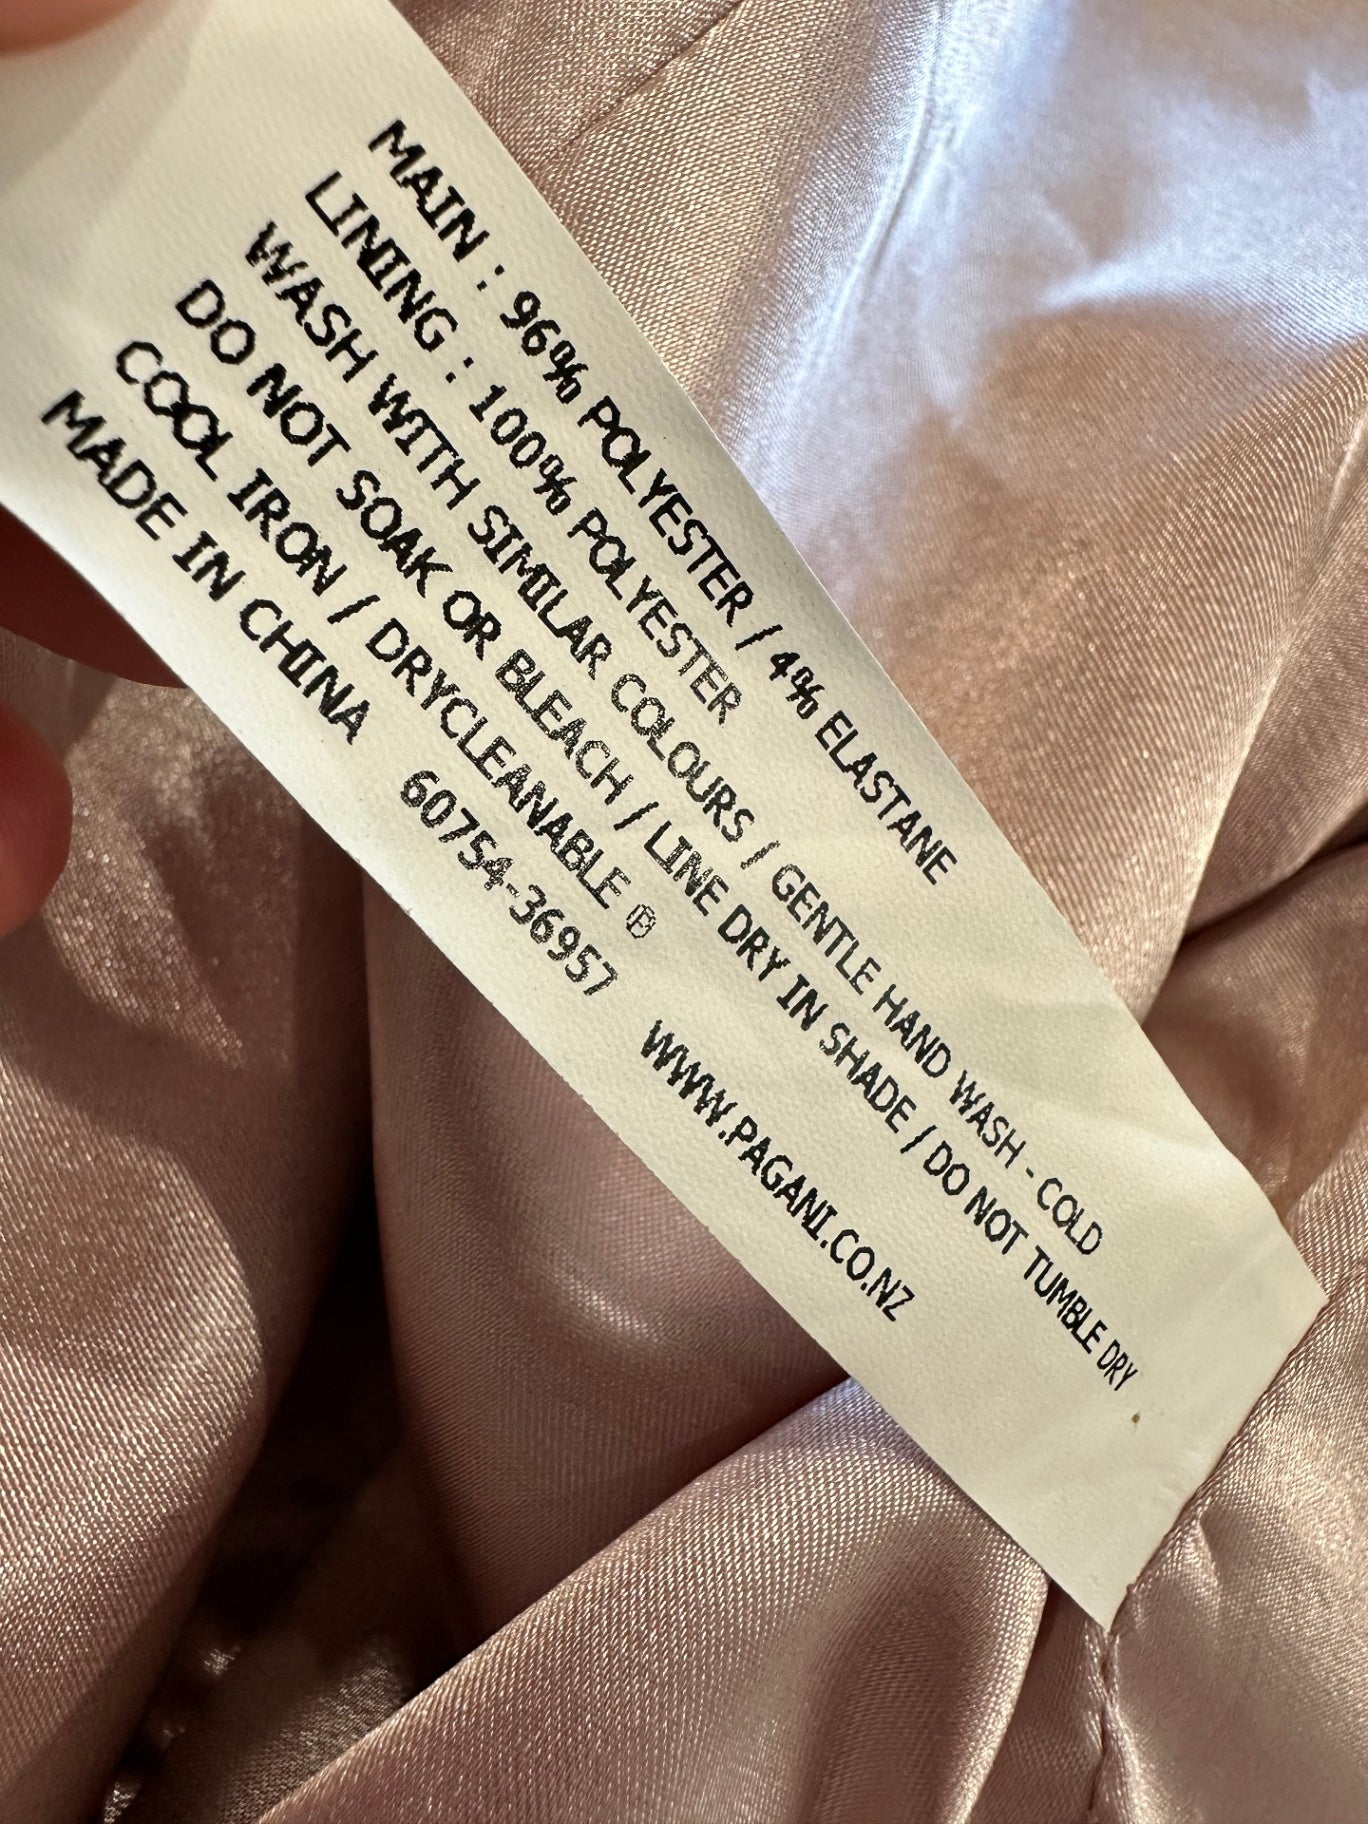 MAIN : 96% POLYESTER / 4% ELASTANE
LINING : 100% POLYESTER
WASH WITH SIMILAR COLOURS / GENTLE HAND WASH - COLD
DO NOT SOAK OR BLEACH / LINE DRY IN SHADE / DO NOT TUMBLE DRY
COOL IRON / DRYCLEANABLE Ⓟ
MADE IN CHINA 60754-36957 WWW.PAGANI.CO.NZ